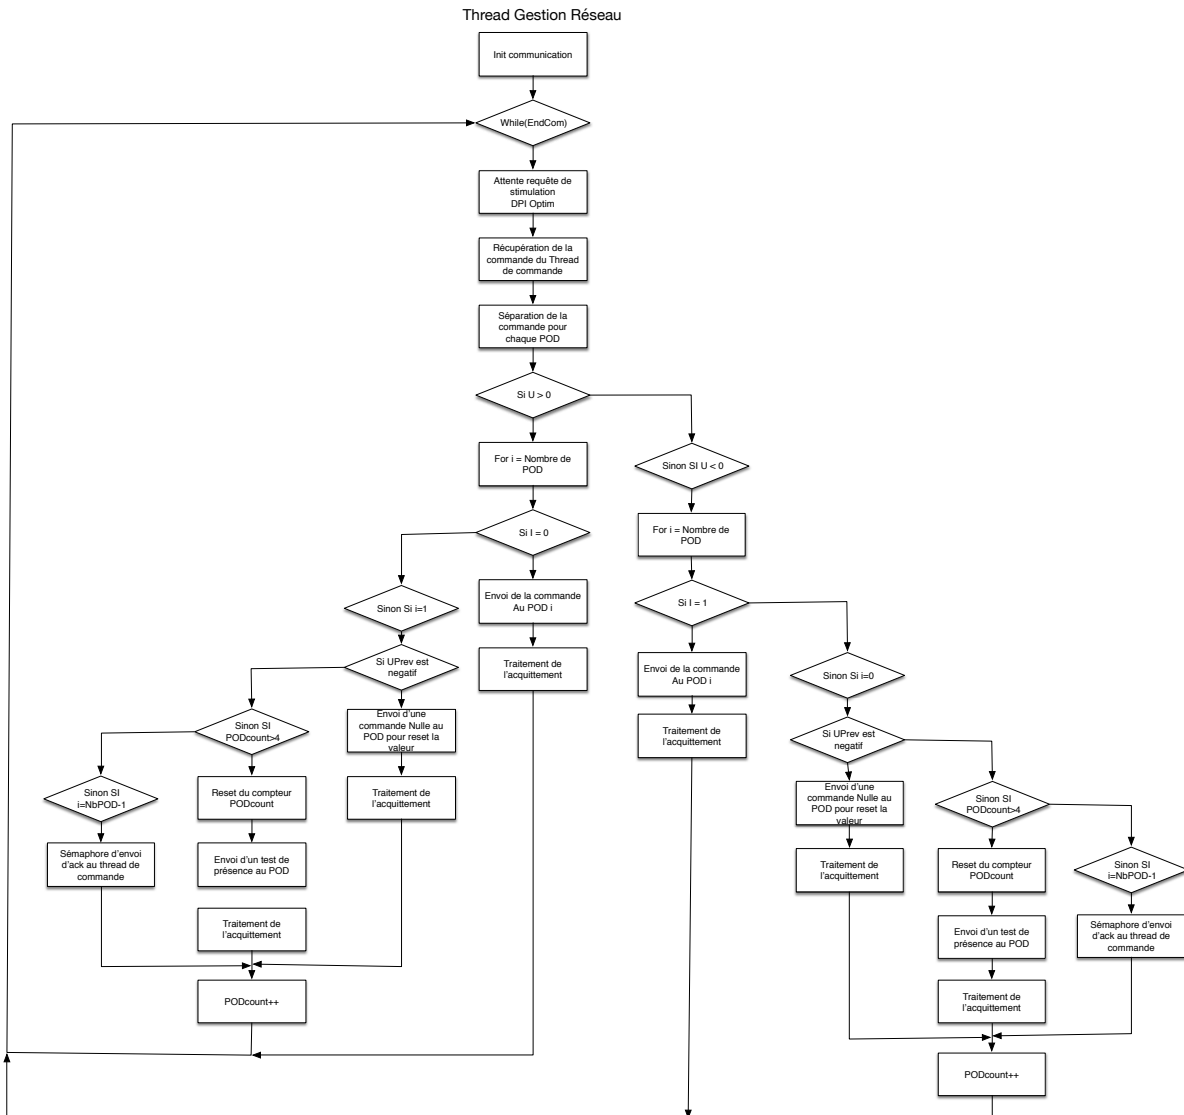 Thread Gestion Réseau
Init communication
While(EndCom)
Attente requête de
stimulation
DPI Optim
Récupération de la
commande du Thread
de commande
Séparation de la
commande pour
chaque POD
Si U > 0
For i = Nombre de
POD
Sinon SI U < 0
Si I = 0
For i = Nombre de
POD
Envoi de la commande
Au POD i
Sinon Si i=1
Si I = 1
Traitement de
l'acquittement
Si UPrev est
negatif
Envoi de la commande
Au POD i
Sinon Si i=0
Envoi d'une
commande Nulle au
POD pour reset la
valeur
Sinon SI
PODcount>4
Traitement de
l'acquittement
Si UPrev est
negatif
Sinon SI
i=NbPOD-1
Reset du compteur
PODcount
Traitement de
l'acquittement
Envoi d'une
commande Nulle au
POD pour reset la
valeur
Sinon SI
PODcount>4
Sémaphore d'envoi
d'ack au thread de
commande
Envoi d'un test de
présence au POD
Traitement de
l'acquittement
Reset du compteur
PODcount
Sinon SI
i=NbPOD-1
Traitement de
l'acquittement
Envoi d'un test de
présence au POD
Sémaphore d'envoi
d'ack au thread de
commande
PODcount++
Traitement de
l'acquittement
PODcount++